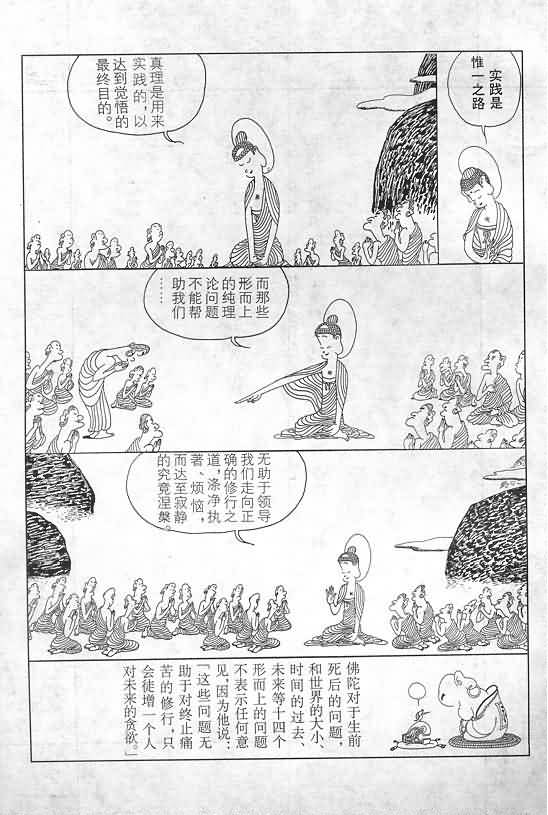 实践是
惟一之路
真理是用来
实践的，以
达到觉悟的
最终目的。
而那些
形而上
的纯理
论问题
不能帮
助我们
……
无助于领导
我们走向正
确的修行之
道，涤净执
著、烦恼，
而达至寂静
的究竟涅槃。
佛陀对于生前
死后的问题，
和世界的大小、
时间的过去、
未来等十四个
形而上的问题
不表示任何意
见，因为他说：
「这些问题无
助于对终止痛
苦的修行，只
会徒增一个人
对未来的贪欲。」